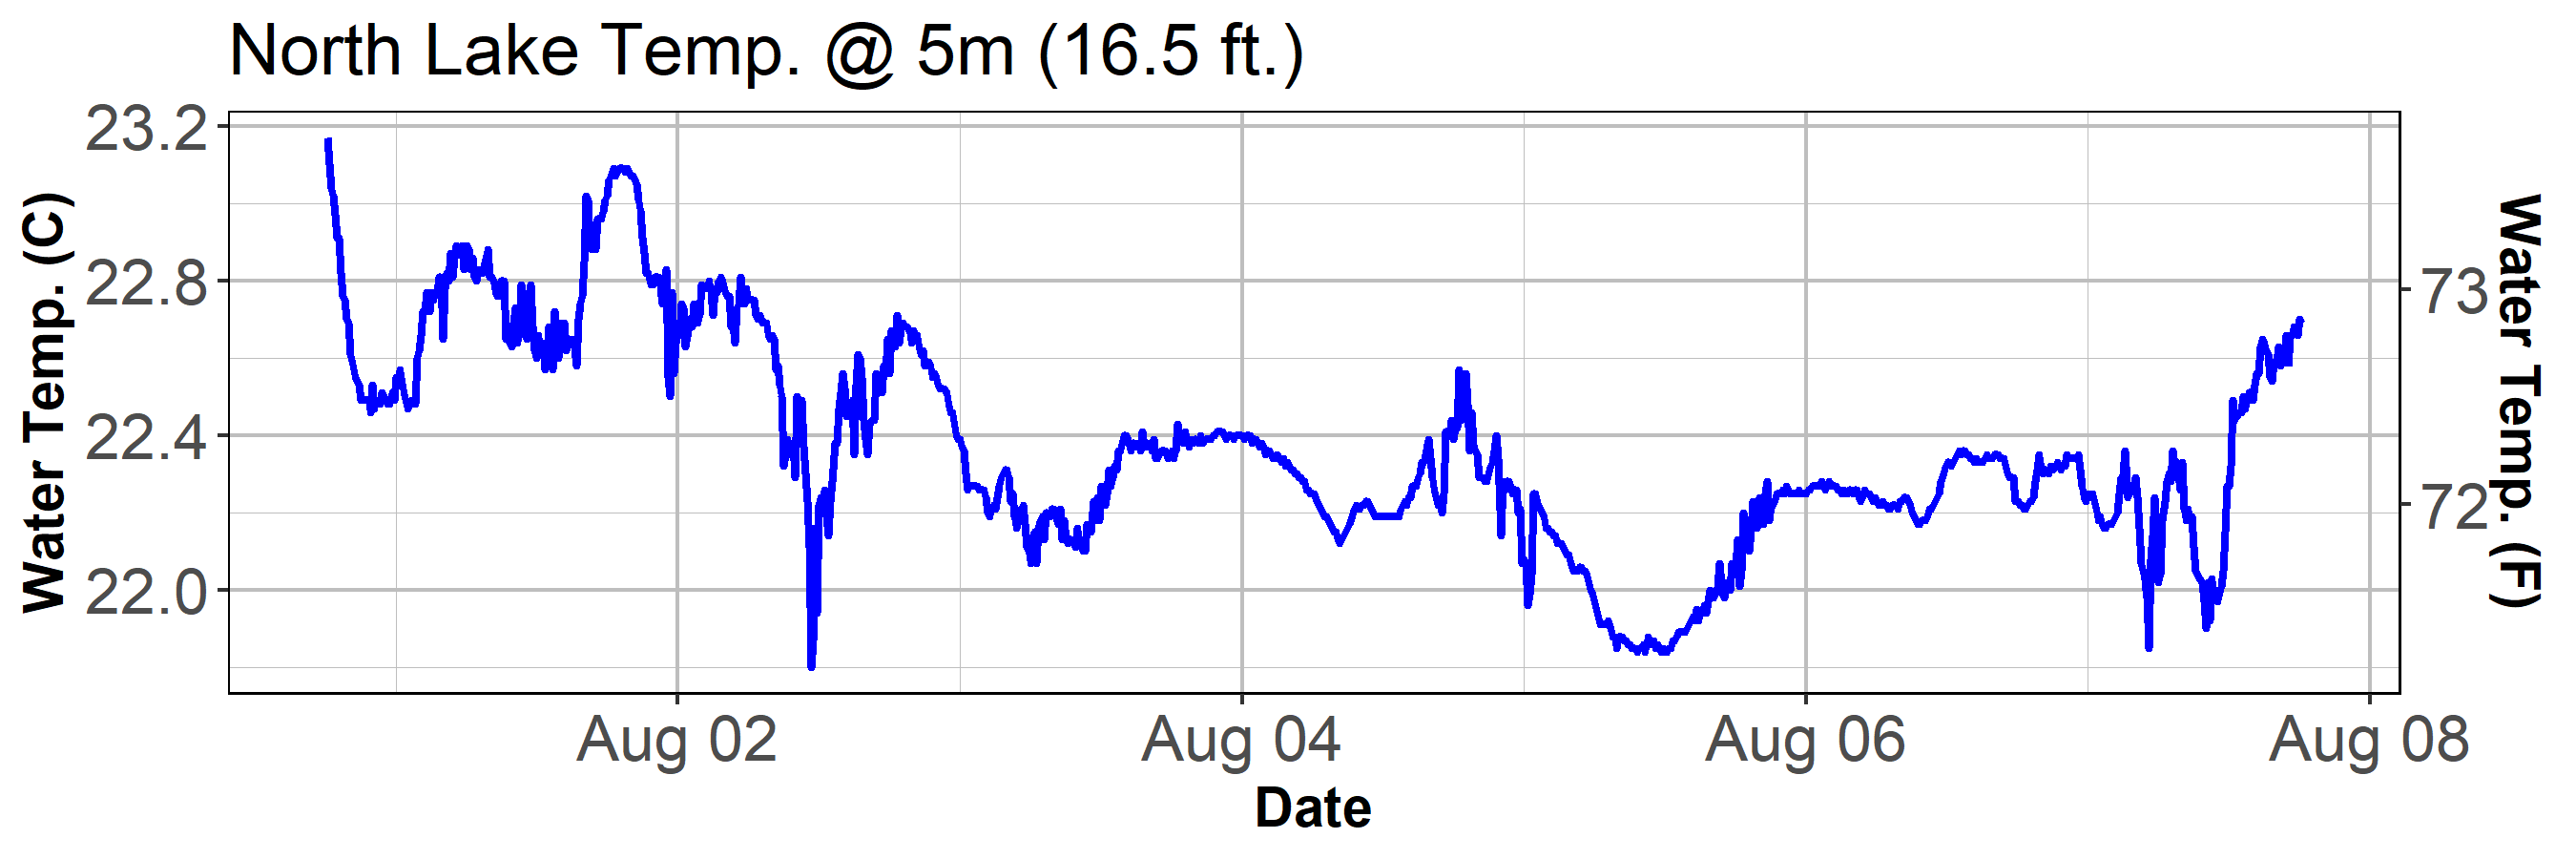 North Lake Temp. @ 5m (16.5 ft.)
Water Temp. (C)
23.2
22.8
22.4
22.0
73
72
Water Temp. (F)
Aug 02
Aug 04
Aug 06
Aug 08
Date